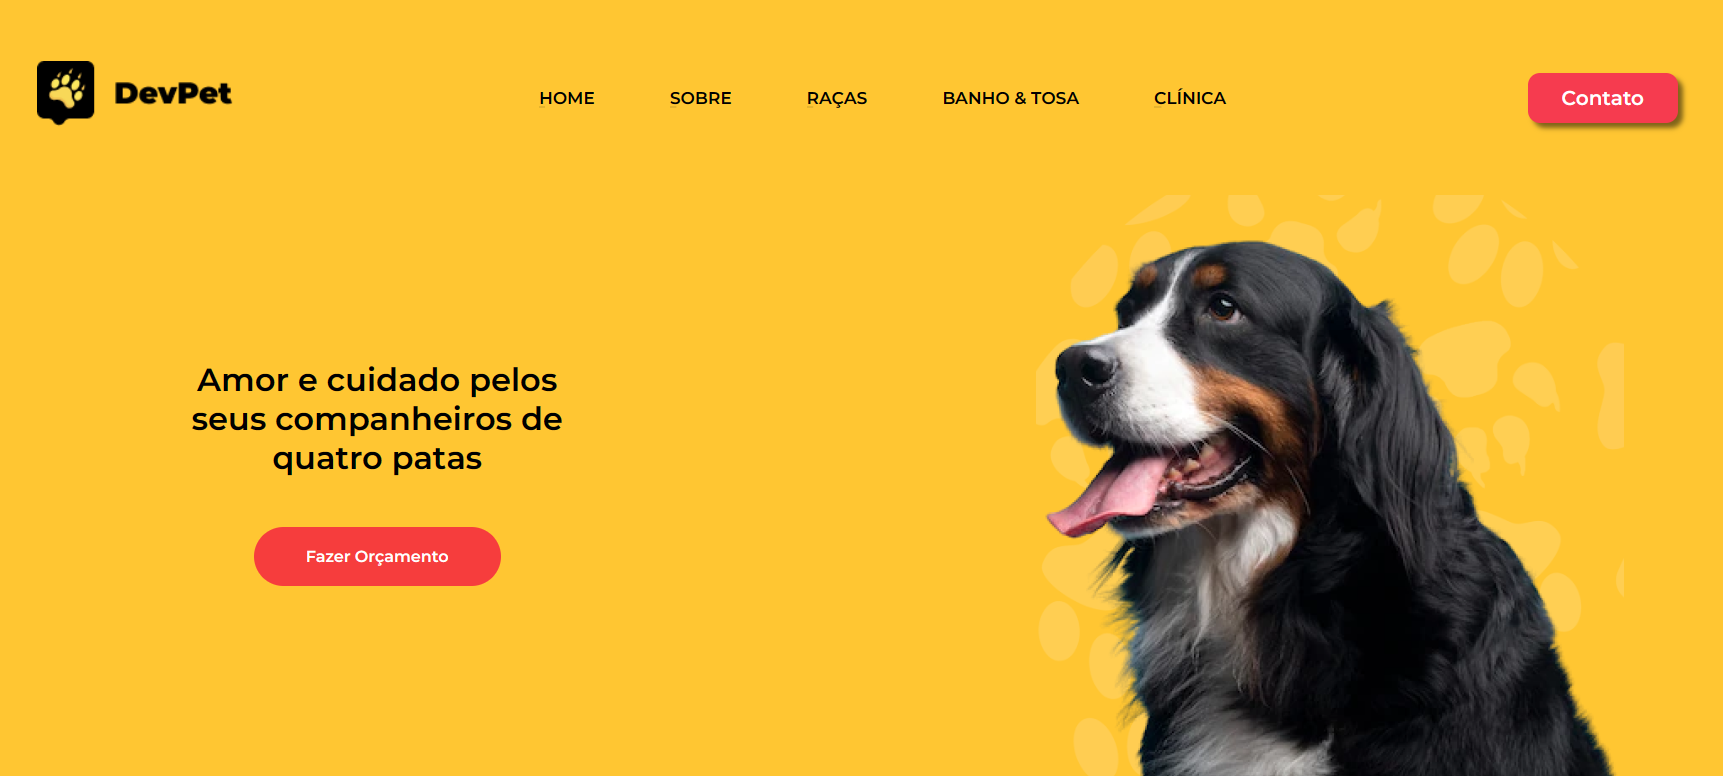 DevPet
HOME
SOBRE
RAÇAS
BANHO & TOSA
CLÍNICA
Contato
Amor e cuidado pelos
seus companheiros de
quatro patas
Fazer Orçamento